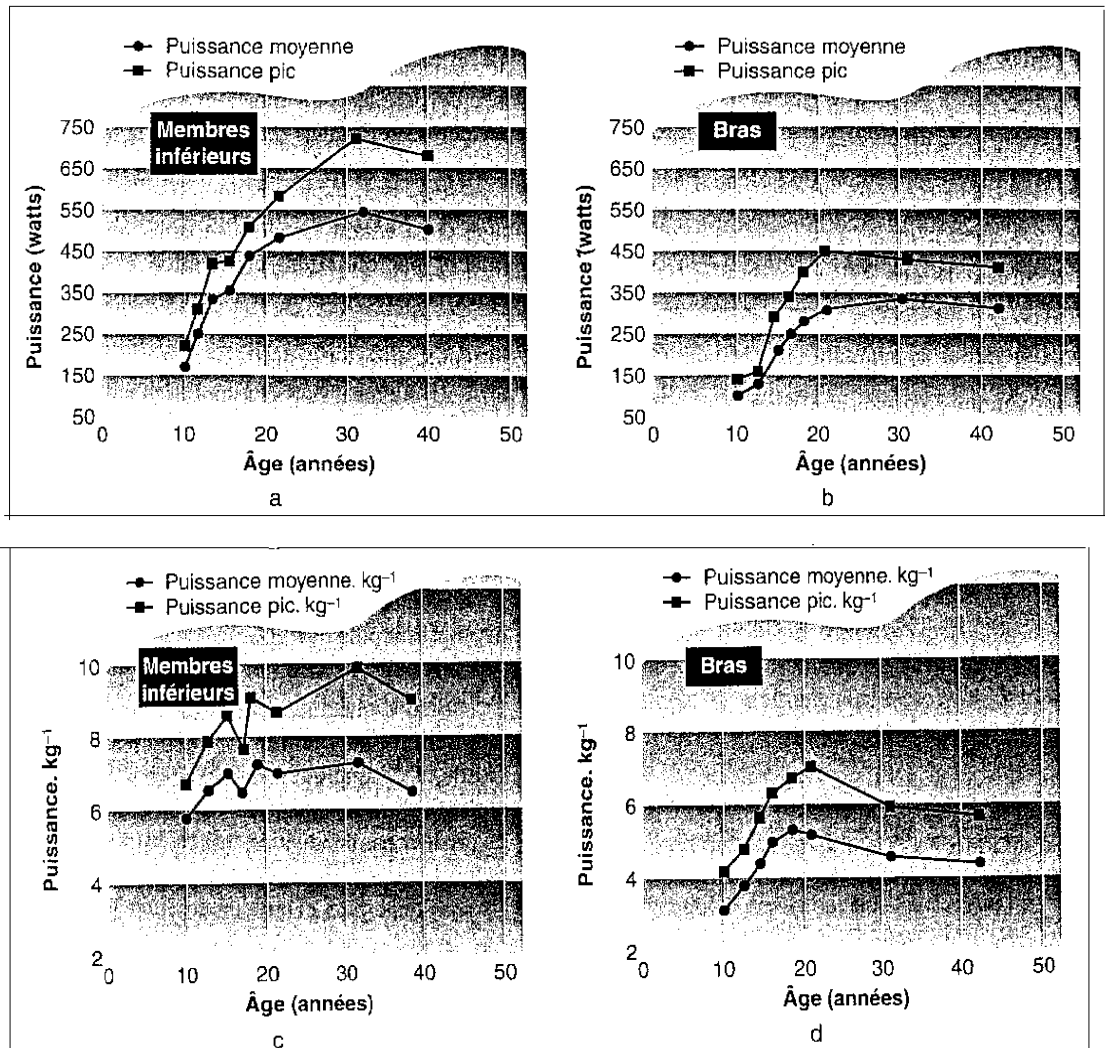 Puissance moyenne
Puissance pic
Membres
inférieurs
Puissance (watts)
750
650
550
450
350
250
150
50
0 10 20 30 40 50
Âge (années)
a
Puissance moyenne
Puissance pic
Bras
Puissance (watts)
750
650
550
450
350
250
150
50
0 10 20 30 40 50
Âge (années)
b
Puissance moyenne. kg⁻¹
Puissance pic. kg⁻¹
Membres
inférieurs
Puissance. kg⁻¹
10
8
6
4
2
0 10 20 30 40 50
Âge (années)
c
Puissance moyenne. kg⁻¹
Puissance pic. kg⁻¹
Bras
Puissance. kg⁻¹
10
8
6
4
2
0 10 20 30 40 50
Âge (années)
d